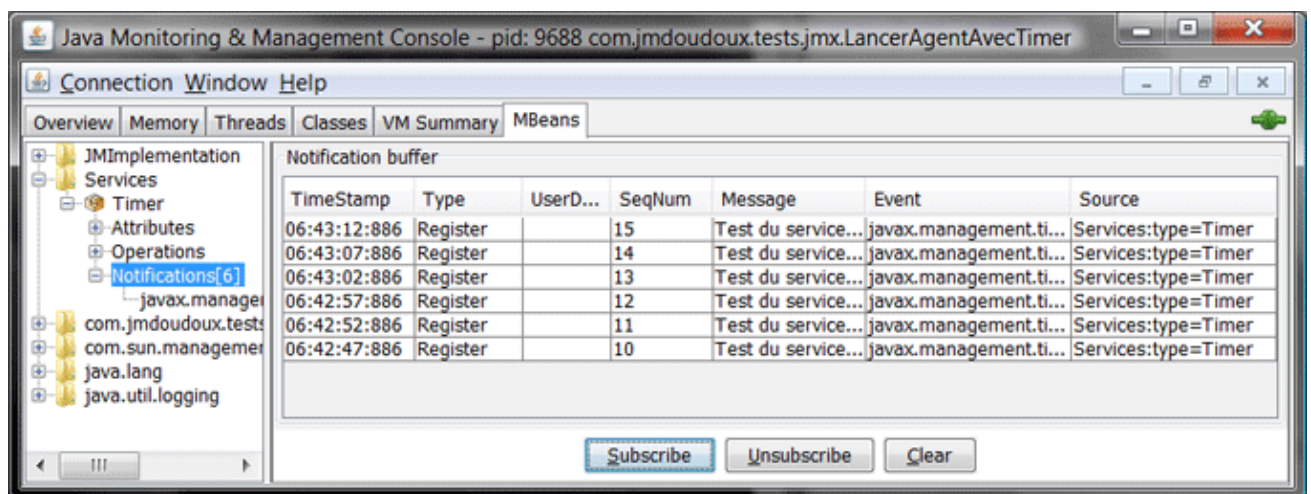 Java Monitoring & Management Console - pid: 9688 com.jmdoudoux.tests.jmx.LancerAgentAvecTimer
Connection Window Help
Overview Memory Threads Classes VM Summary MBeans
JMImplementation
Services
Timer
Attributes
Operations
Notifications[6]
javax.manager
com.jmdoudoux.tests
com.sun.managemer
java.lang
java.util.logging
Notification buffer
TimeStamp Type UserD... SeqNum Message Event Source
06:43:12:886 Register 15 Test du service... javax.management.ti... Services:type=Timer
06:43:07:886 Register 14 Test du service... javax.management.ti... Services:type=Timer
06:43:02:886 Register 13 Test du service... javax.management.ti... Services:type=Timer
06:42:57:886 Register 12 Test du service... javax.management.ti... Services:type=Timer
06:42:52:886 Register 11 Test du service... javax.management.ti... Services:type=Timer
06:42:47:886 Register 10 Test du service... javax.management.ti... Services:type=Timer
Subscribe Unsubscribe Clear